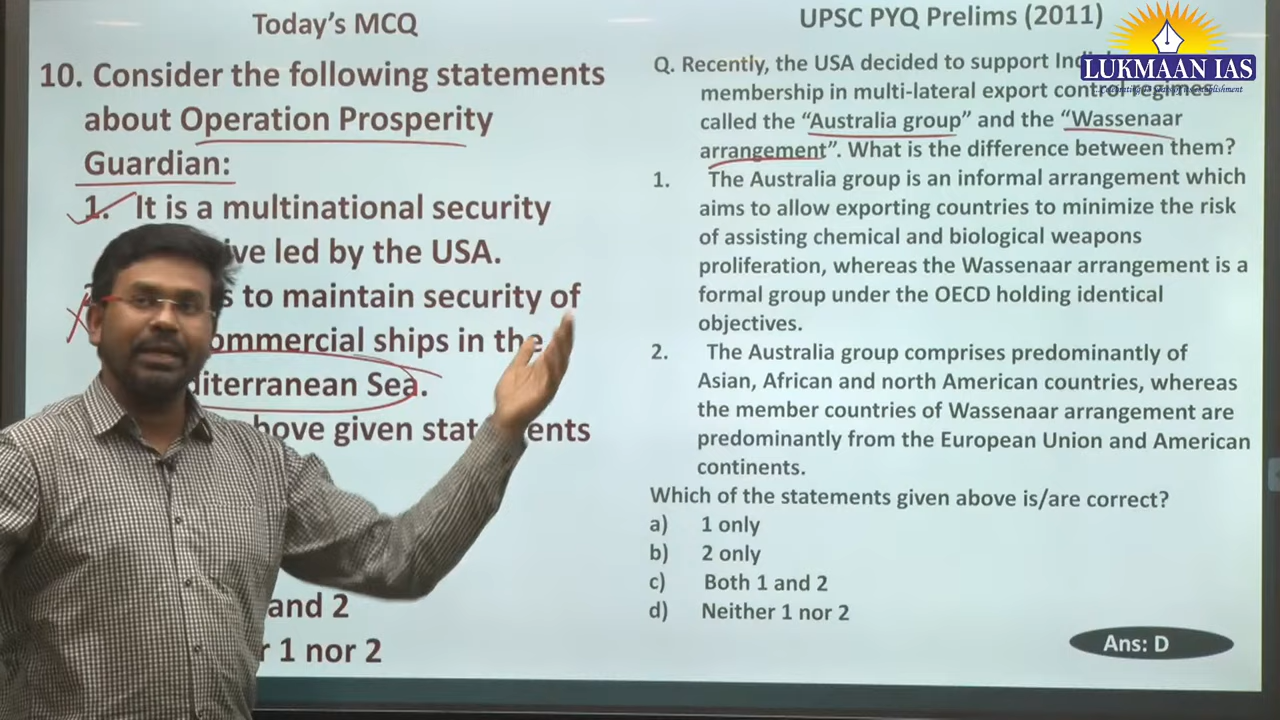 Today's MCQ
10. Consider the following statements
about Operation Prosperity
Guardian:
1. It is a multinational security
ve led by the USA.
s to maintain security of
ommercial ships in the
diterranean Sea.
bove given stat ents
and 2
r 1 nor 2
UPSC PYQ Prelims (2011)
Q. Recently, the USA decided to support
membership in multi-lateral export control regimes
called the “Australia group” and the “Wassenaar
arrangement”. What is the difference between them?
1. The Australia group is an informal arrangement which
aims to allow exporting countries to minimize the risk
of assisting chemical and biological weapons
proliferation, whereas the Wassenaar arrangement is a
formal group under the OECD holding identical
objectives.
2. The Australia group comprises predominantly of
Asian, African and north American countries, whereas
the member countries of Wassenaar arrangement are
predominantly from the European Union and American
continents.
Which of the statements given above is/are correct?
a) 1 only
b) 2 only
c) Both 1 and 2
d) Neither 1 nor 2
Ans: D
LUKMAAN IAS